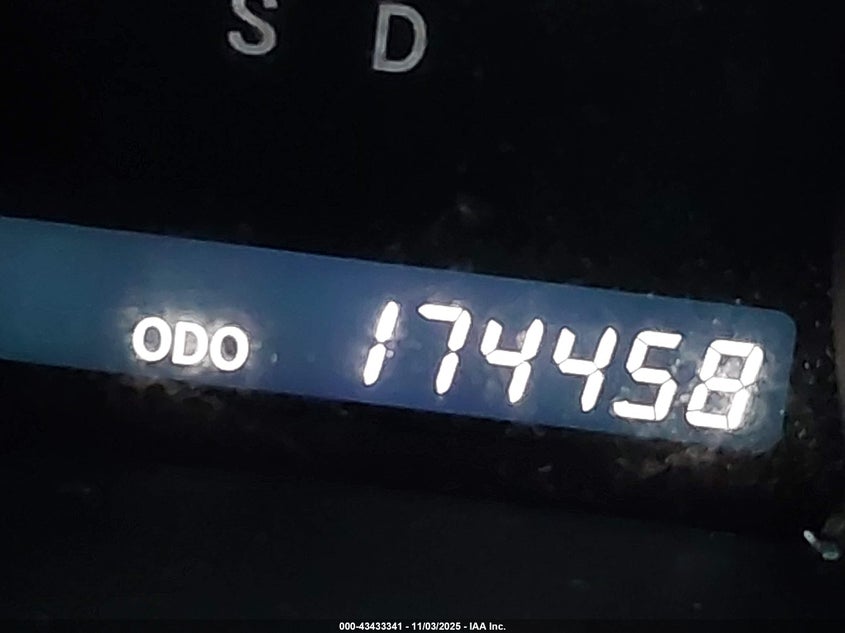 S D
ODO 174458
000-43433341 - 11/03/2025 - IAA Inc.